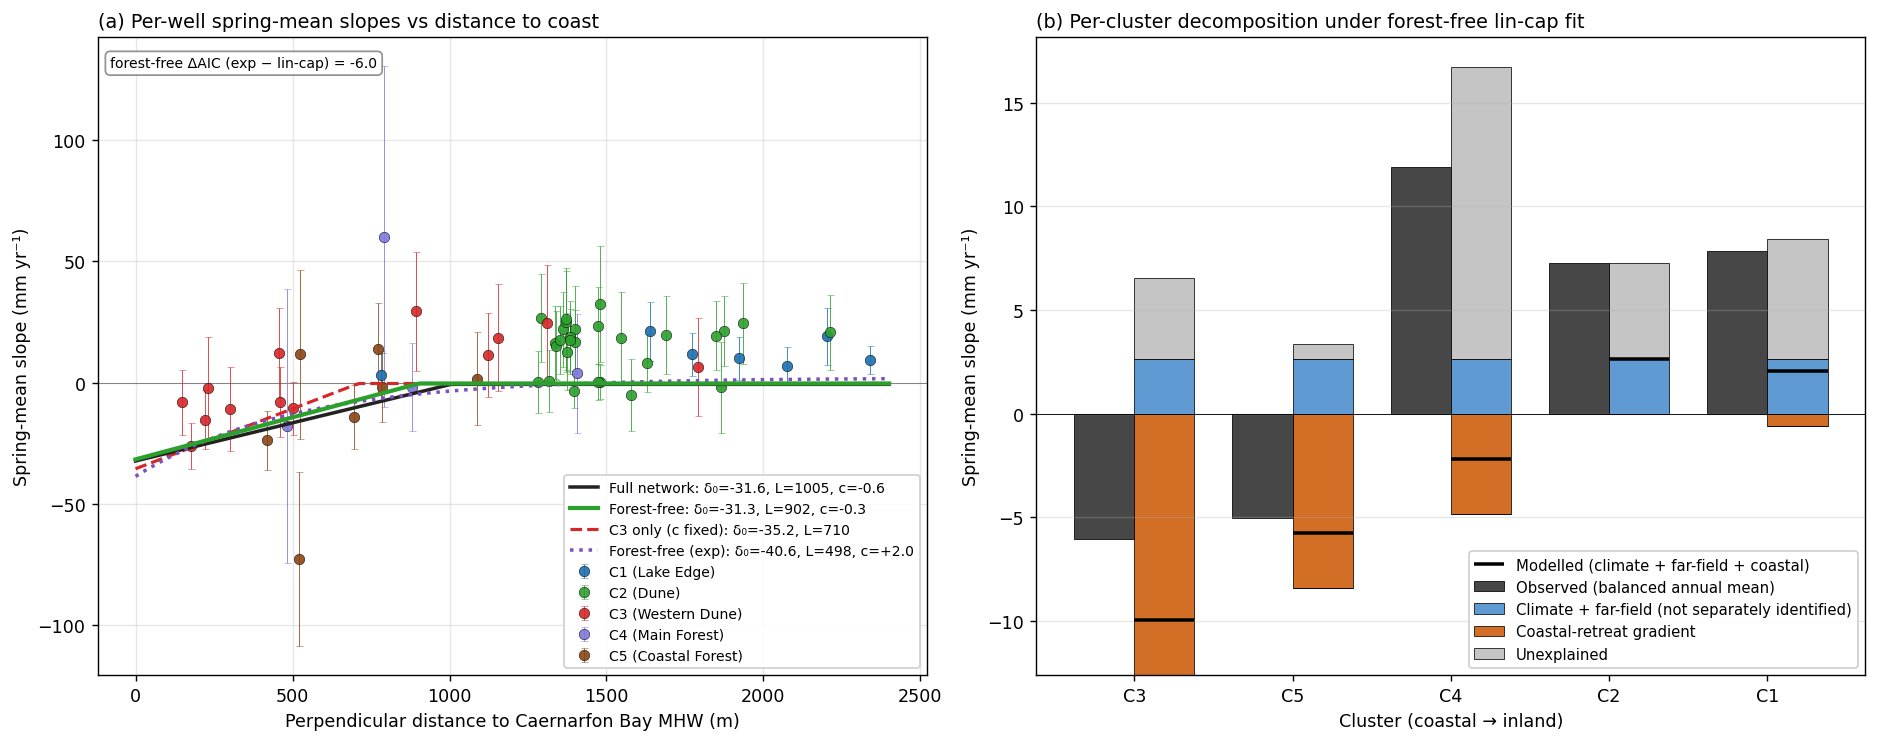 (a) Per-well spring-mean slopes vs distance to coast
forest-free ΔAIC (exp − lin-cap) = -6.0
Spring-mean slope (mm yr⁻¹)
100
50
0
−50
−100
0
500
1000
1500
2000
2500
Perpendicular distance to Caernarfon Bay MHW (m)
Full network: δ₀=-31.6, L=1005, c=-0.6
Forest-free: δ₀=-31.3, L=902, c=-0.3
C3 only (c fixed): δ₀=-35.2, L=710
Forest-free (exp): δ₀=-40.6, L=498, c=+2.0
C1 (Lake Edge)
C2 (Dune)
C3 (Western Dune)
C4 (Main Forest)
C5 (Coastal Forest)
(b) Per-cluster decomposition under forest-free lin-cap fit
Spring-mean slope (mm yr⁻¹)
15
10
5
0
−5
−10
C3
C5
C4
C2
C1
Cluster (coastal → inland)
Modelled (climate + far-field + coastal)
Observed (balanced annual mean)
Climate + far-field (not separately identified)
Coastal-retreat gradient
Unexplained